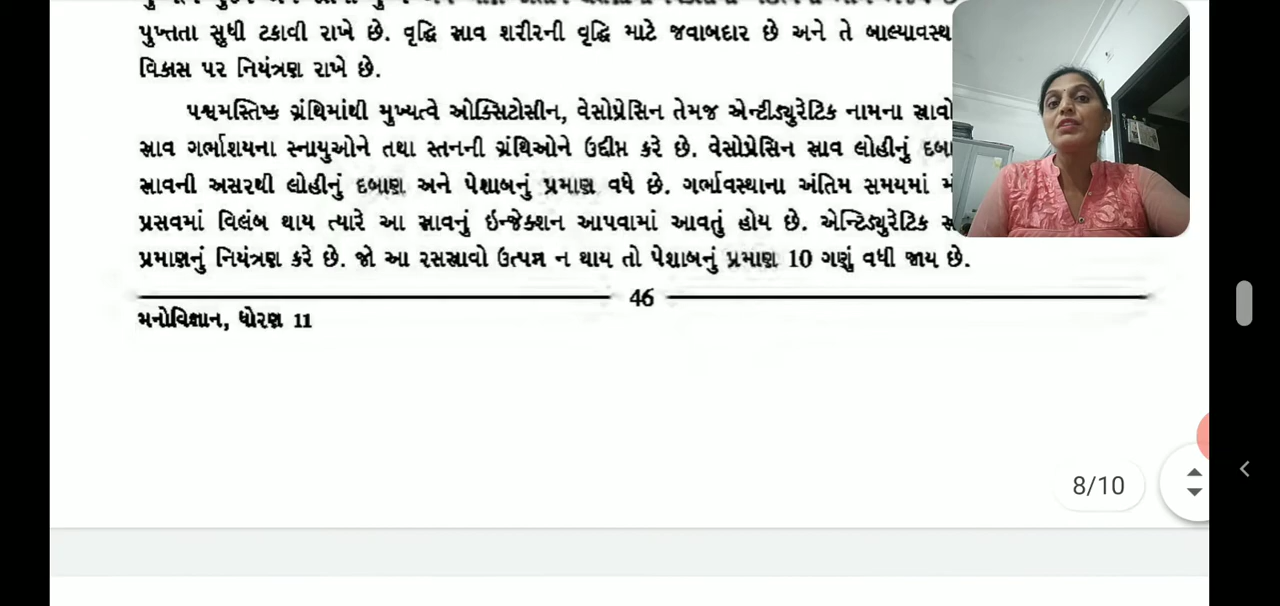 પુખ્તતા સુધી ટકાવી રાખે છે. વૃદ્ધિ સ્રાવ શરીરની વૃદ્ધિ માટે જવાબદાર છે અને તે બાલ્યાવસ્થ
વિકાસ પર નિયંત્રણ રાખે છે.
પશ્ચમસ્તિષ્ક ગ્રંથિમાંથી મુખ્યત્વે ઓક્સિટોસીન, વેસોપ્રેસિન તેમજ એન્ટીડ્યુરેટિક નામના સ્રાવો
સ્રાવ ગર્ભાશયના સ્નાયુઓને તથા સ્તનની ગ્રંથિઓને ઉદ્દીપ્ત કરે છે. વેસોપ્રેસિન સ્રાવ લોહીનું
સ્રાવની અસરથી લોહીનું દબાણ અને પેશાબનું પ્રમાણ વધે છે. ગર્ભાવસ્થાના અંતિમ સમયમાં
પ્રસવમાં વિલંબ થાય ત્યારે આ સ્રાવનું ઇન્જેક્શન આપવામાં આવતું હોય છે. એન્ટિડ્યુરેટિક
પ્રમાણનું નિયંત્રણ કરે છે. જો આ રસસ્રાવો ઉત્પન્ન ન થાય તો પેશાબનું પ્રમાણ 10 ગણું વધી જાય છે.
46
મનોવિજ્ઞાન, ધોરણ 11
8/10